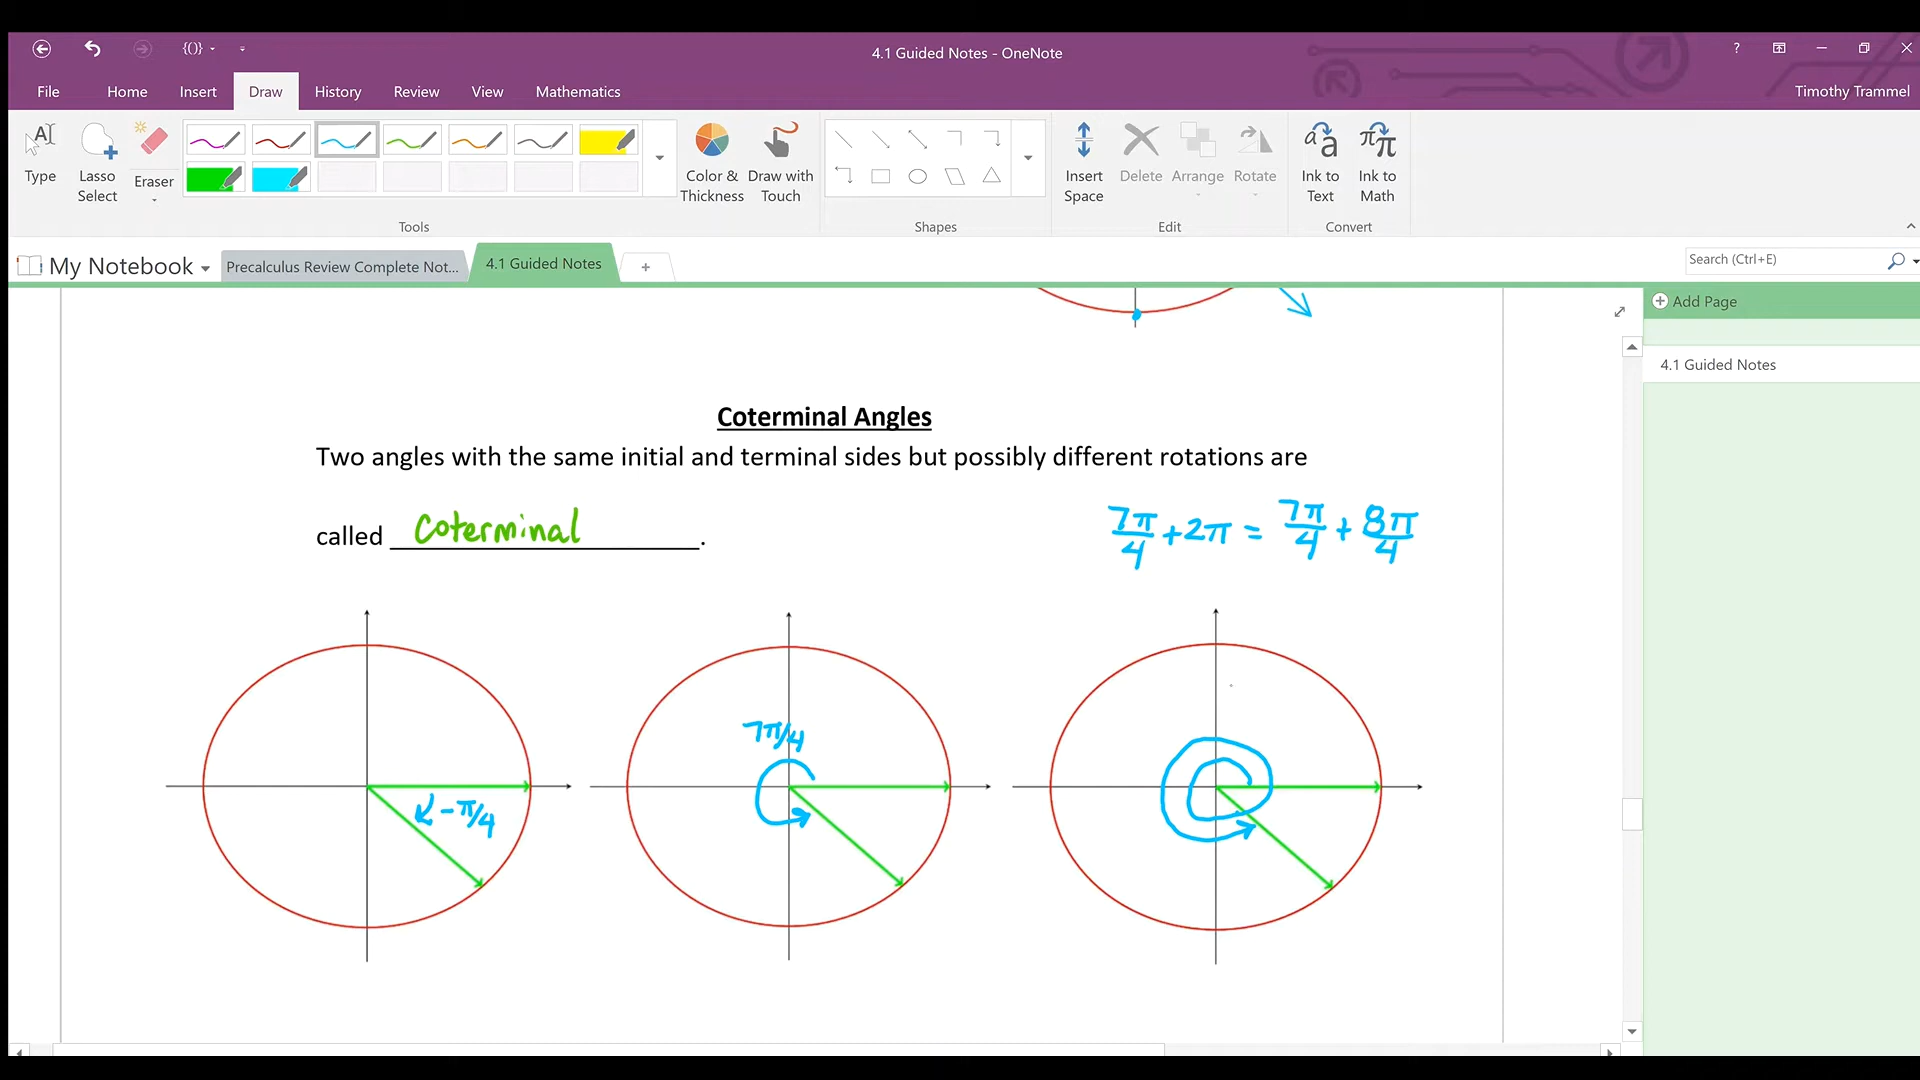 4.1 Guided Notes - OneNote
File Home Insert Draw History Review View Mathematics Timothy Trammel
Type
Lasso Select
Eraser
Color & Thickness
Draw with Touch
Insert Space
Delete
Arrange
Rotate
Ink to Text
Ink to Math
Tools Shapes Edit Convert
My Notebook
Precalculus Review Complete Not...
4.1 Guided Notes
Search (Ctrl+E)
Add Page
4.1 Guided Notes
Coterminal Angles
Two angles with the same initial and terminal sides but possibly different rotations are
called coterminal.
7π/4 + 2π = 7π/4 + 8π/4
-π/4
7π/4